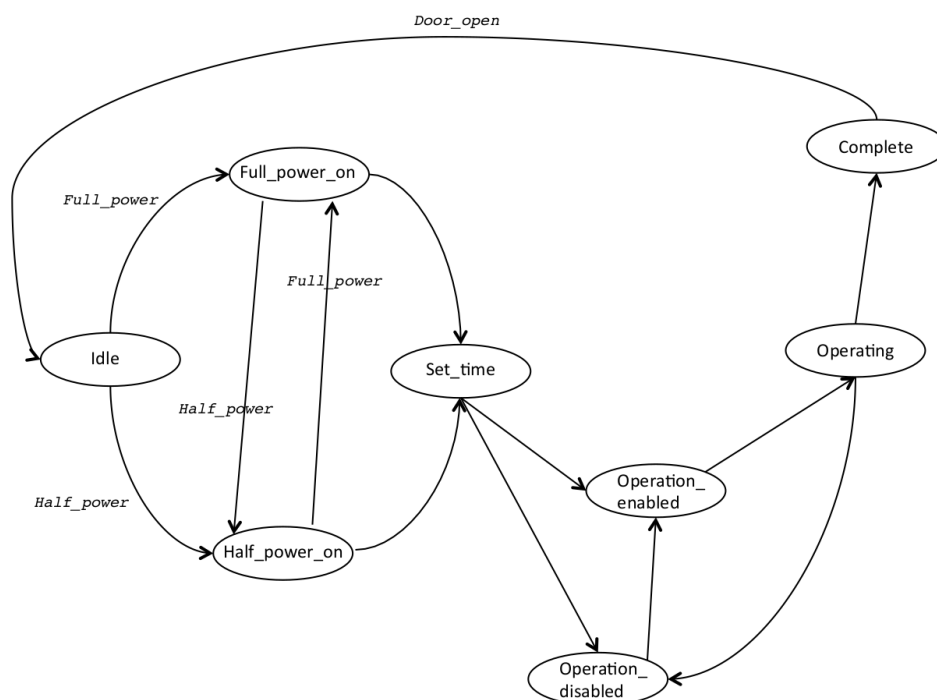 Door_open
Complete
Full_power_on
Full_power
Full_power
Idle
Set_time
Operating
Half_power
Operation_
enabled
Half_power
Half_power_on
Operation_
disabled